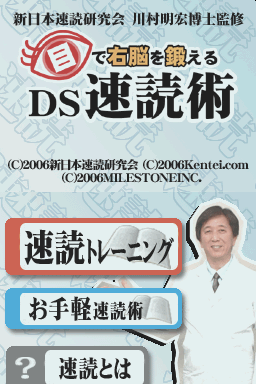 新日本速読研究会 川村明宏博士監修
目で右脳を鍛える
DS速読術
(C)2006新日本速読研究会 (C)2006Kentei.com
(C)2006MILESTONEINC.
速読トレーニング
お手軽速読術
? 速読とは